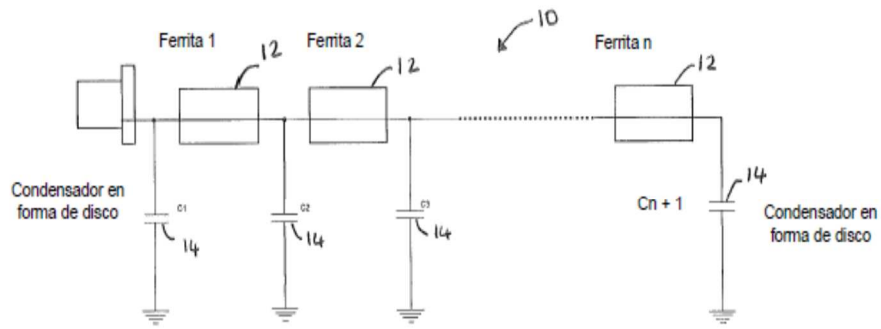 10
Ferrita 1
Ferrita 2
Ferrita n
12
12
12
Condensador en
forma de disco
C1
14
C2
14
C3
14
Cn + 1
14
Condensador en
forma de disco